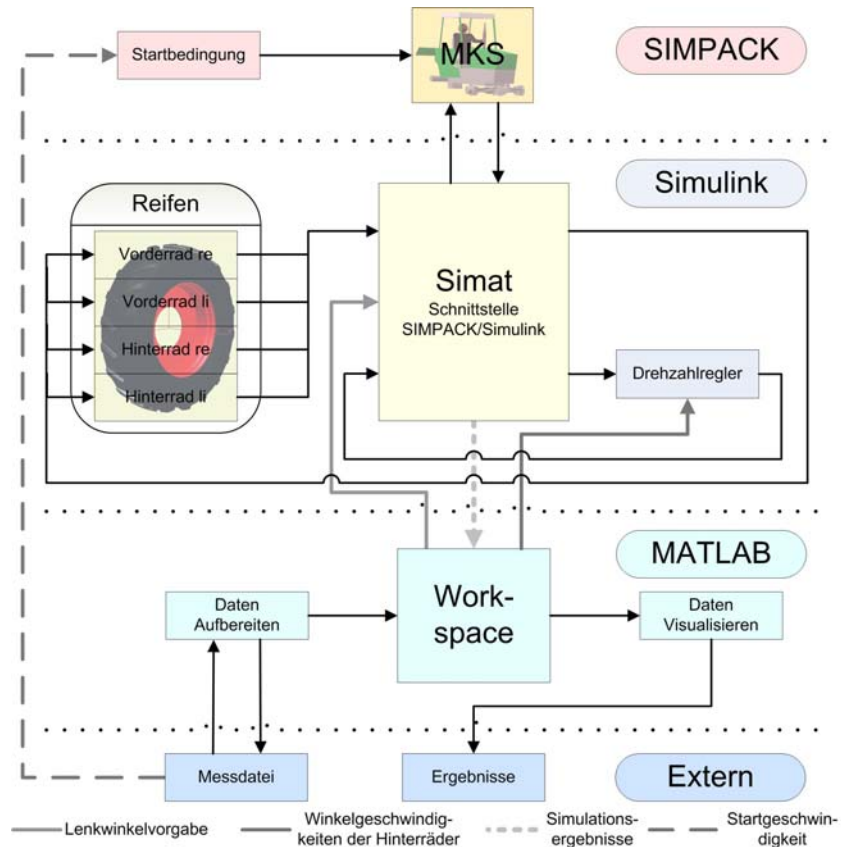 Startbedingung
MKS
SIMPACK
Simulink
Reifen
Vorderrad re
Vorderrad li
Hinterrad re
Hinterrad li
Simat
Schnittstelle
SIMPACK/Simulink
Drehzahlregler
MATLAB
Daten
Aufbereiten
Work-
space
Daten
Visualisieren
Messdatei
Ergebnisse
Extern
Lenkwinkelvorgabe
Winkelgeschwindig-
keiten der Hinterräder
Simulations-
ergebnisse
Startgeschwin-
digkeit